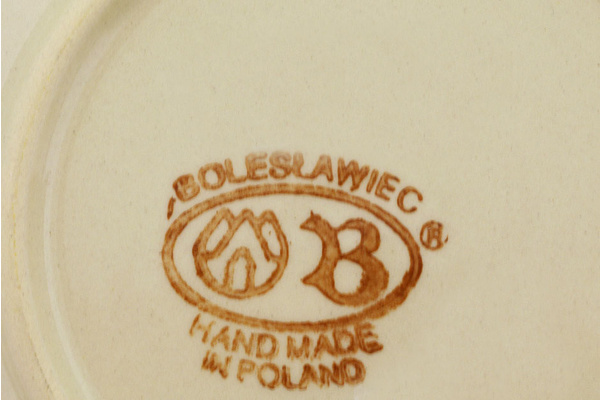 BOLESŁAWIEC
B ®
HAND MADE
IN POLAND